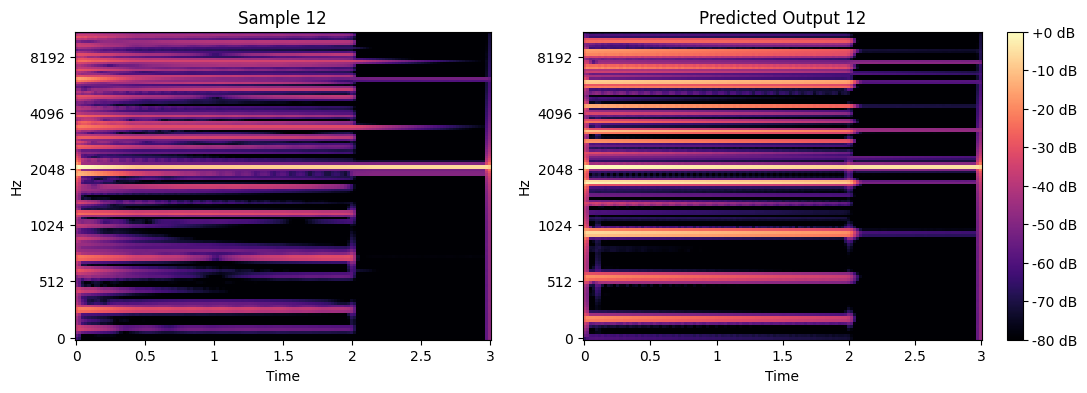 Sample 12
Predicted Output 12
8192
4096
2048
1024
512
0
Hz
0
0.5
1
1.5
2
2.5
3
Time
8192
4096
2048
1024
512
0
Hz
0
0.5
1
1.5
2
2.5
3
Time
+0 dB
-10 dB
-20 dB
-30 dB
-40 dB
-50 dB
-60 dB
-70 dB
-80 dB